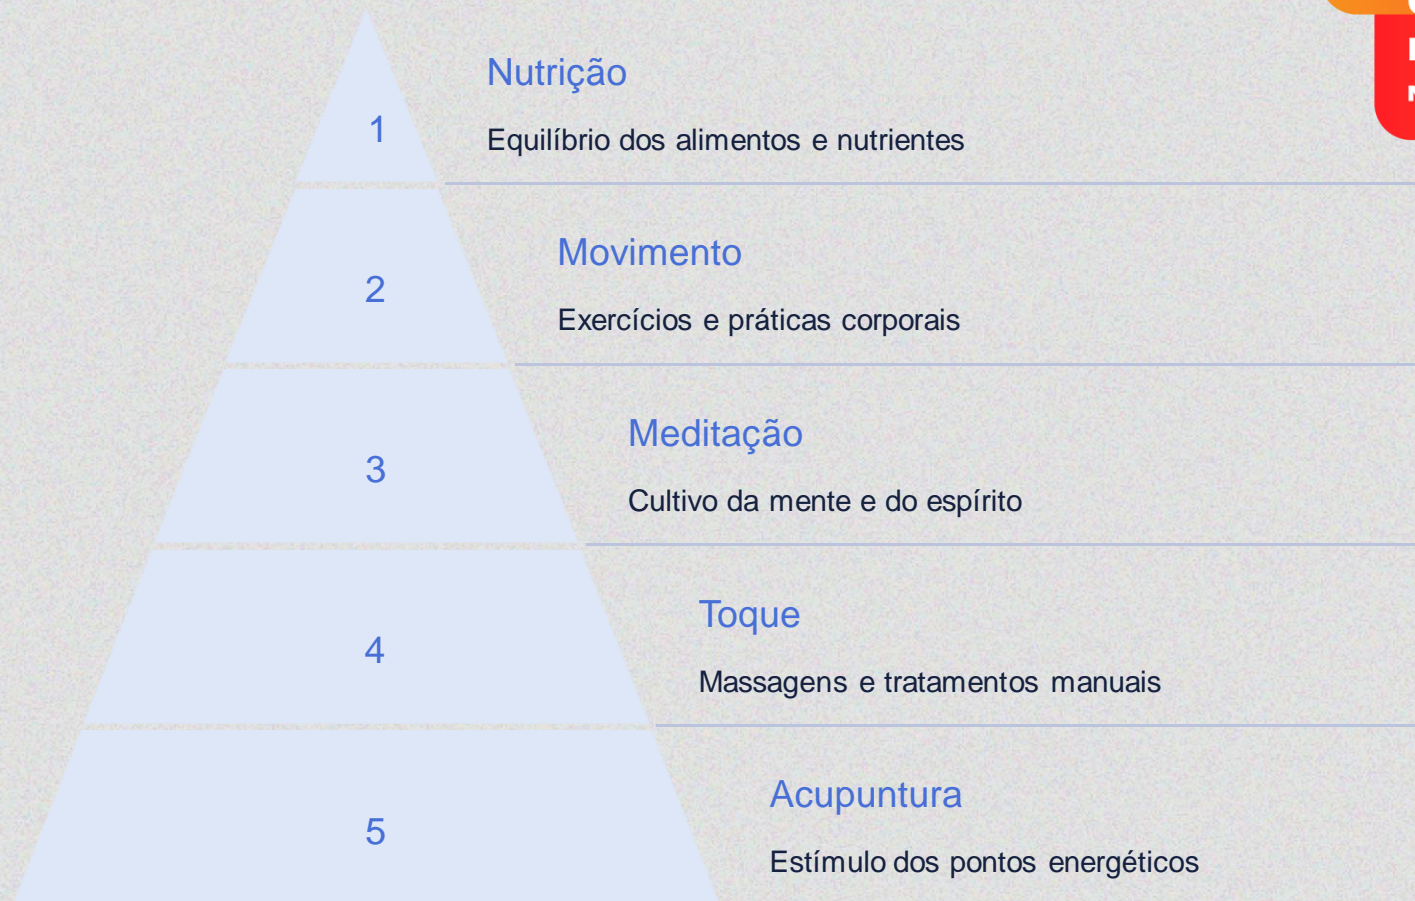 Nutrição
1
Equilíbrio dos alimentos e nutrientes
Movimento
2
Exercícios e práticas corporais
Meditação
3
Cultivo da mente e do espírito
Toque
4
Massagens e tratamentos manuais
Acupuntura
5
Estímulo dos pontos energéticos